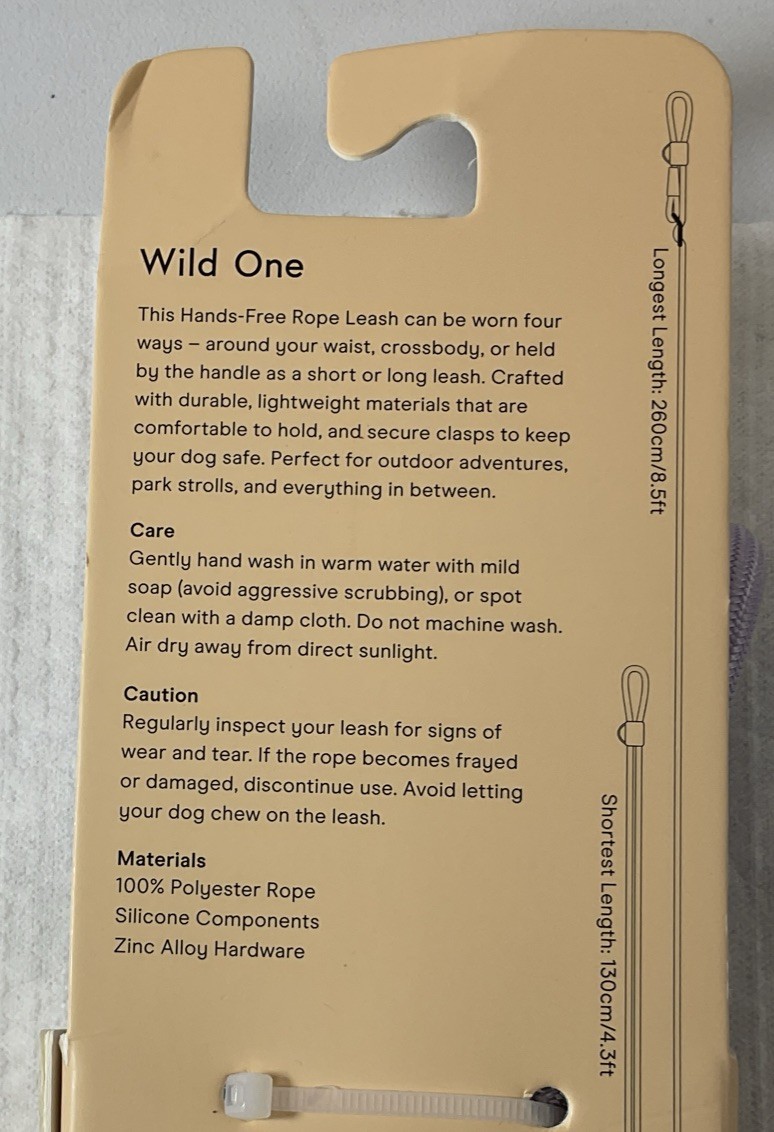 Wild One
This Hands-Free Rope Leash can be worn four
ways – around your waist, crossbody, or held
by the handle as a short or long leash. Crafted
with durable, lightweight materials that are
comfortable to hold, and secure clasps to keep
your dog safe. Perfect for outdoor adventures,
park strolls, and everything in between.
Care
Gently hand wash in warm water with mild
soap (avoid aggressive scrubbing), or spot
clean with a damp cloth. Do not machine wash.
Air dry away from direct sunlight.
Caution
Regularly inspect your leash for signs of
wear and tear. If the rope becomes frayed
or damaged, discontinue use. Avoid letting
your dog chew on the leash.
Materials
100% Polyester Rope
Silicone Components
Zinc Alloy Hardware
Longest Length: 260cm/8.5ft
Shortest Length: 130cm/4.3ft